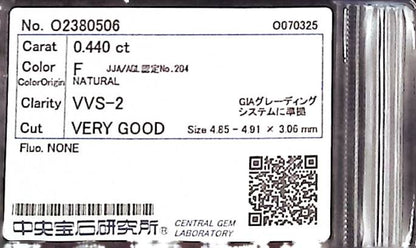 No. O2380506 O070325
Carat 0.440 ct
Color F JJA/AGL認定No.204
ColorOrigin NATURAL
Clarity VVS-2 GIAグレーディングシステムに準拠
Cut VERY GOOD Size 4.85 - 4.91 × 3.06 mm
Fluo. NONE
中央宝石研究所® CENTRAL GEM LABORATORY